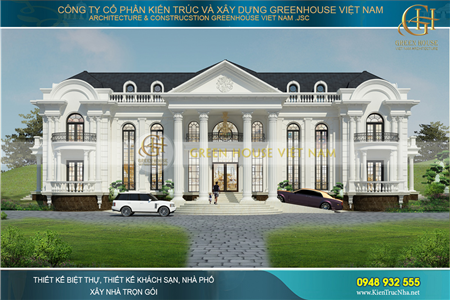 CÔNG TY CỔ PHẦN KIẾN TRÚC VÀ XÂY DỰNG GREENHOUSE VIỆT NAM
ARCHITECTURE & CONSTRUCSTION GREENHOUSE VIET NAM .JSC
GREEN HOUSE VIET NAM
THIẾT KẾ BIỆT THỰ, THIẾT KẾ KHÁCH SẠN, NHÀ PHỐ
XÂY NHÀ TRỌN GÓI
0948 932 555
www.KienTrucNha.net